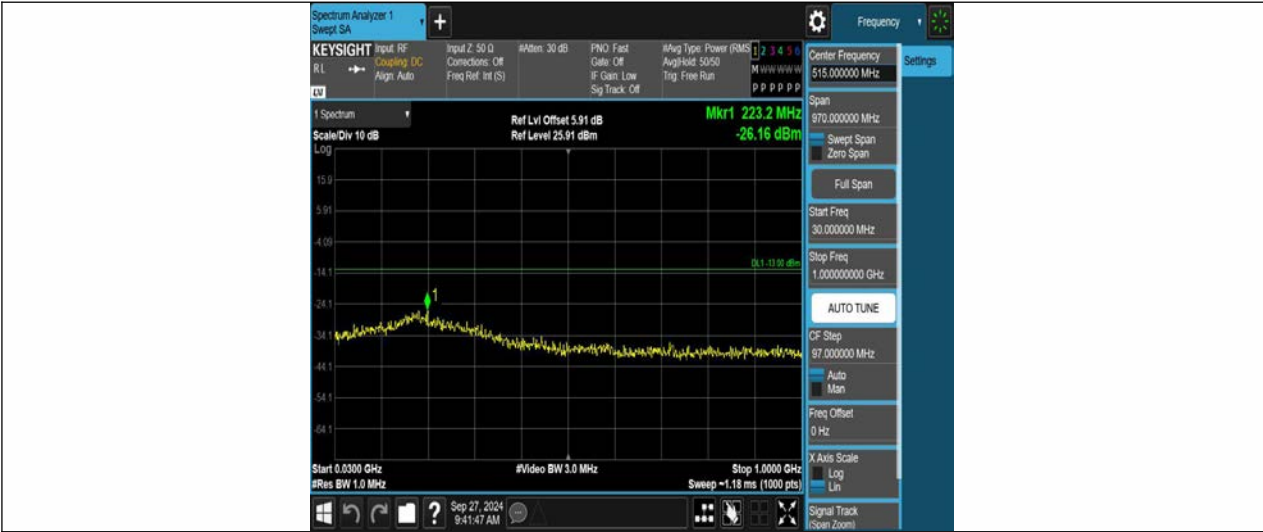 Spectrum Analyzer 1
Swept SA
Frequency
KEYSIGHT
RL
Input: RF
Coupling: DC
Align: Auto
Input Z: 50 Ω
Corrections: Off
Freq Ref: Int (S)
#Atten: 30 dB
PNO: Fast
Gate: Off
IF Gain: Low
Sig Track: Off
#Avg Type: Power (RMS
Avg|Hold: 50/50
Trig: Free Run
1 2 3 4 5 6
M W W W W W
P P P P P P
Center Frequency
515.000000 MHz
Settings
Span
970.000000 MHz
Swept Span
Zero Span
Full Span
Start Freq
30.000000 MHz
Stop Freq
1.000000000 GHz
AUTO TUNE
CF Step
97.000000 MHz
Auto
Man
Freq Offset
0 Hz
X Axis Scale
Log
Lin
Signal Track
(Span Zoom)
1 Spectrum
Scale/Div 10 dB
Log
Ref Lvl Offset 5.91 dB
Ref Level 25.91 dBm
Mkr1 223.2 MHz
-26.16 dBm
15.9
5.91
-4.09
-14.1
-24.1
-34.1
-44.1
-54.1
-64.1
DL1 -13.00 dBm
1
Start 0.0300 GHz
#Res BW 1.0 MHz
#Video BW 3.0 MHz
Stop 1.0000 GHz
Sweep ~1.18 ms (1000 pts)
?
Sep 27, 2024
9:41:47 AM